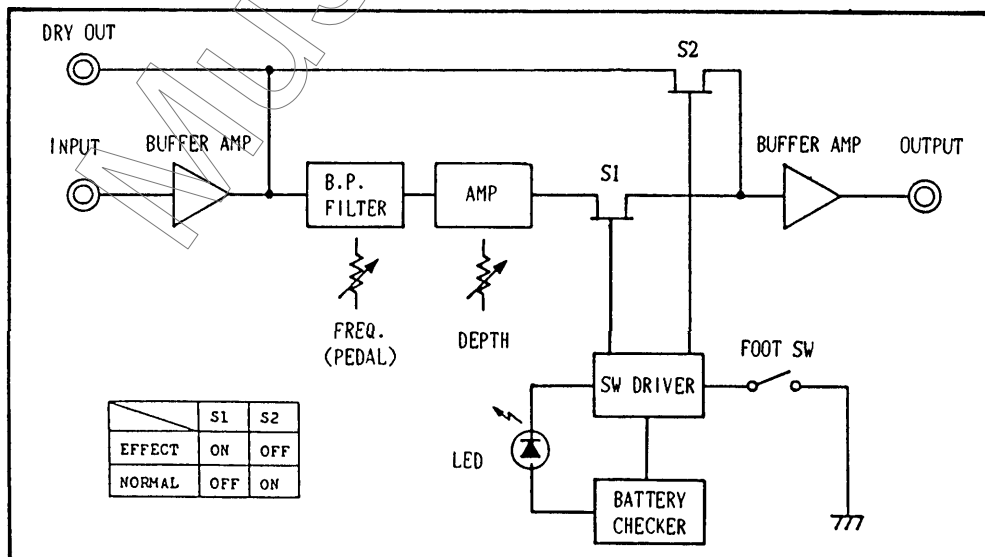 Mus
DRY OUT
S2
INPUT
BUFFER AMP
BUFFER AMP
OUTPUT
B.P.
FILTER
AMP
S1
FREQ.
(PEDAL)
DEPTH
FOOT SW
SW DRIVER
S1 S2
EFFECT ON OFF
NORMAL OFF ON
LED
BATTERY
CHECKER